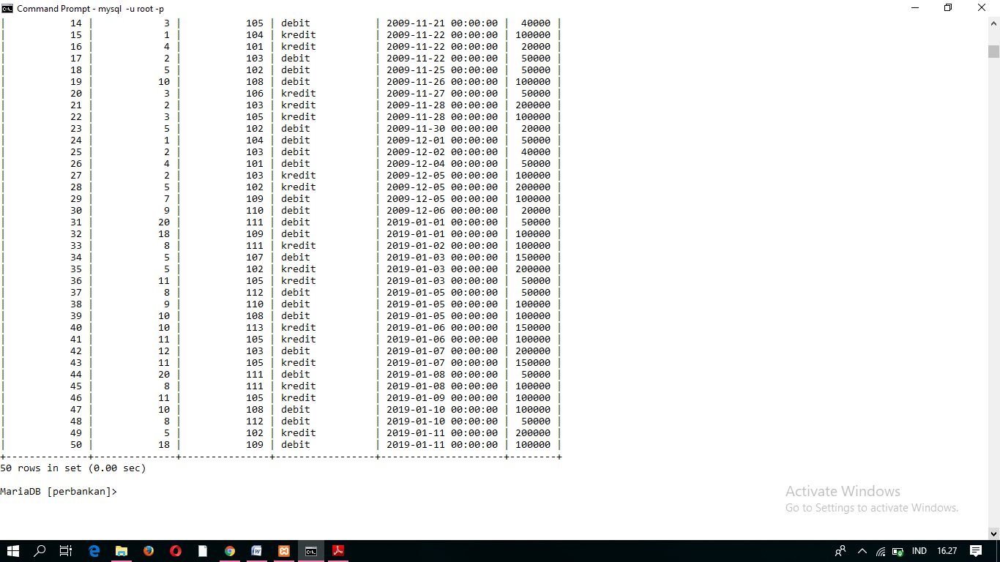 Command Prompt - mysql  -u root -p
| 14 | 3 | 105 | debit | 2009-11-21 00:00:00 | 40000 |
| 15 | 1 | 104 | kredit | 2009-11-22 00:00:00 | 100000 |
| 16 | 4 | 101 | kredit | 2009-11-22 00:00:00 | 20000 |
| 17 | 2 | 103 | debit | 2009-11-22 00:00:00 | 50000 |
| 18 | 5 | 102 | debit | 2009-11-25 00:00:00 | 50000 |
| 19 | 10 | 108 | debit | 2009-11-26 00:00:00 | 100000 |
| 20 | 3 | 106 | kredit | 2009-11-27 00:00:00 | 50000 |
| 21 | 2 | 103 | kredit | 2009-11-28 00:00:00 | 200000 |
| 22 | 3 | 105 | kredit | 2009-11-28 00:00:00 | 100000 |
| 23 | 5 | 102 | debit | 2009-11-30 00:00:00 | 20000 |
| 24 | 1 | 104 | debit | 2009-12-01 00:00:00 | 50000 |
| 25 | 2 | 103 | debit | 2009-12-02 00:00:00 | 40000 |
| 26 | 4 | 101 | debit | 2009-12-04 00:00:00 | 50000 |
| 27 | 2 | 103 | kredit | 2009-12-05 00:00:00 | 100000 |
| 28 | 5 | 102 | kredit | 2009-12-05 00:00:00 | 200000 |
| 29 | 7 | 109 | debit | 2009-12-05 00:00:00 | 100000 |
| 30 | 9 | 110 | debit | 2009-12-06 00:00:00 | 20000 |
| 31 | 20 | 111 | debit | 2019-01-01 00:00:00 | 50000 |
| 32 | 18 | 109 | debit | 2019-01-01 00:00:00 | 100000 |
| 33 | 8 | 111 | kredit | 2019-01-02 00:00:00 | 100000 |
| 34 | 5 | 107 | debit | 2019-01-03 00:00:00 | 150000 |
| 35 | 5 | 102 | kredit | 2019-01-03 00:00:00 | 200000 |
| 36 | 11 | 105 | kredit | 2019-01-03 00:00:00 | 50000 |
| 37 | 8 | 112 | debit | 2019-01-05 00:00:00 | 50000 |
| 38 | 9 | 110 | debit | 2019-01-05 00:00:00 | 100000 |
| 39 | 10 | 108 | debit | 2019-01-05 00:00:00 | 100000 |
| 40 | 10 | 113 | kredit | 2019-01-06 00:00:00 | 150000 |
| 41 | 11 | 105 | kredit | 2019-01-06 00:00:00 | 100000 |
| 42 | 12 | 103 | debit | 2019-01-07 00:00:00 | 200000 |
| 43 | 11 | 105 | kredit | 2019-01-07 00:00:00 | 150000 |
| 44 | 20 | 111 | debit | 2019-01-08 00:00:00 | 50000 |
| 45 | 8 | 111 | kredit | 2019-01-08 00:00:00 | 100000 |
| 46 | 11 | 105 | kredit | 2019-01-09 00:00:00 | 100000 |
| 47 | 10 | 108 | debit | 2019-01-10 00:00:00 | 100000 |
| 48 | 8 | 112 | debit | 2019-01-10 00:00:00 | 50000 |
| 49 | 5 | 102 | kredit | 2019-01-11 00:00:00 | 200000 |
| 50 | 18 | 109 | debit | 2019-01-11 00:00:00 | 100000 |
+--------------+--------------+---------------+-----------------+---------------------+--------+
50 rows in set (0.00 sec)
MariaDB [perbankan]>
Activate Windows
Go to Settings to activate Windows.
IND 16.27